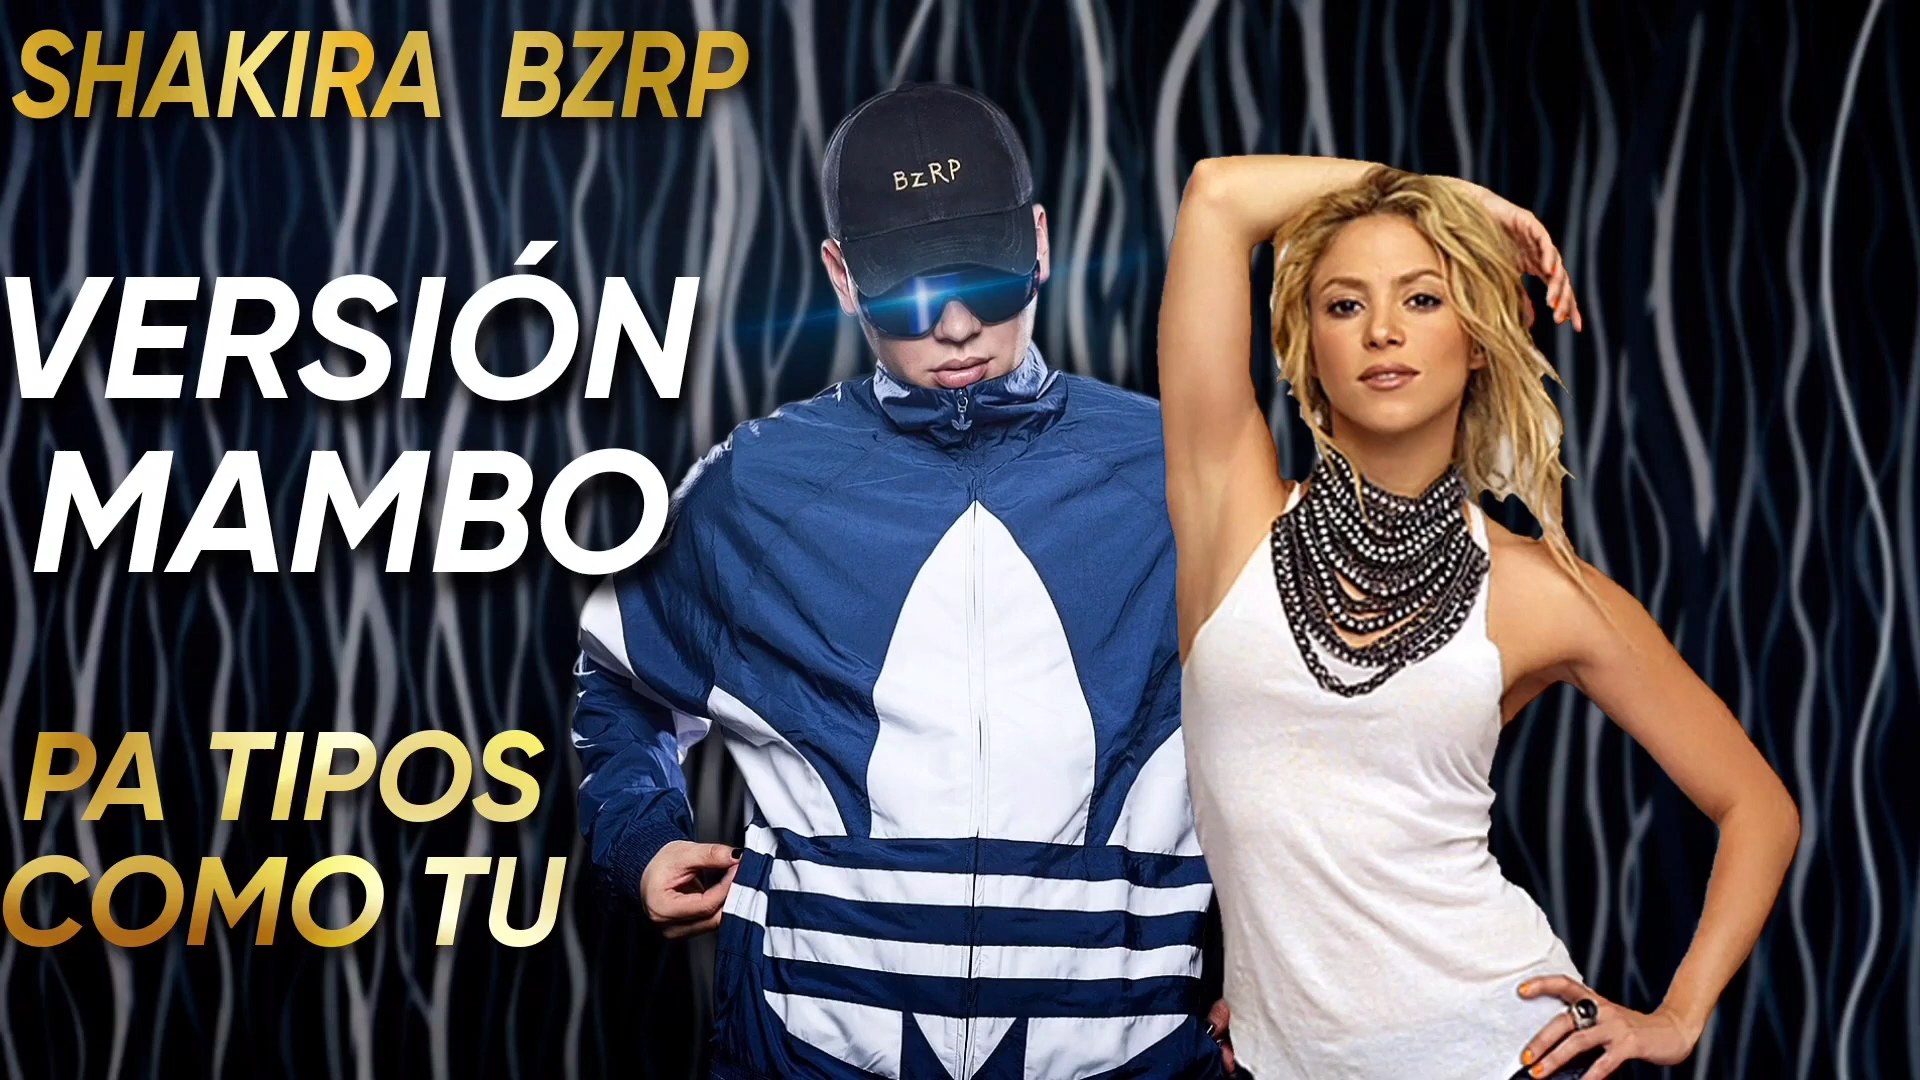 SHAKIRA BZRP
BzRP
VERSIÓN
MAMBO
PA TIPOS
COMO TU